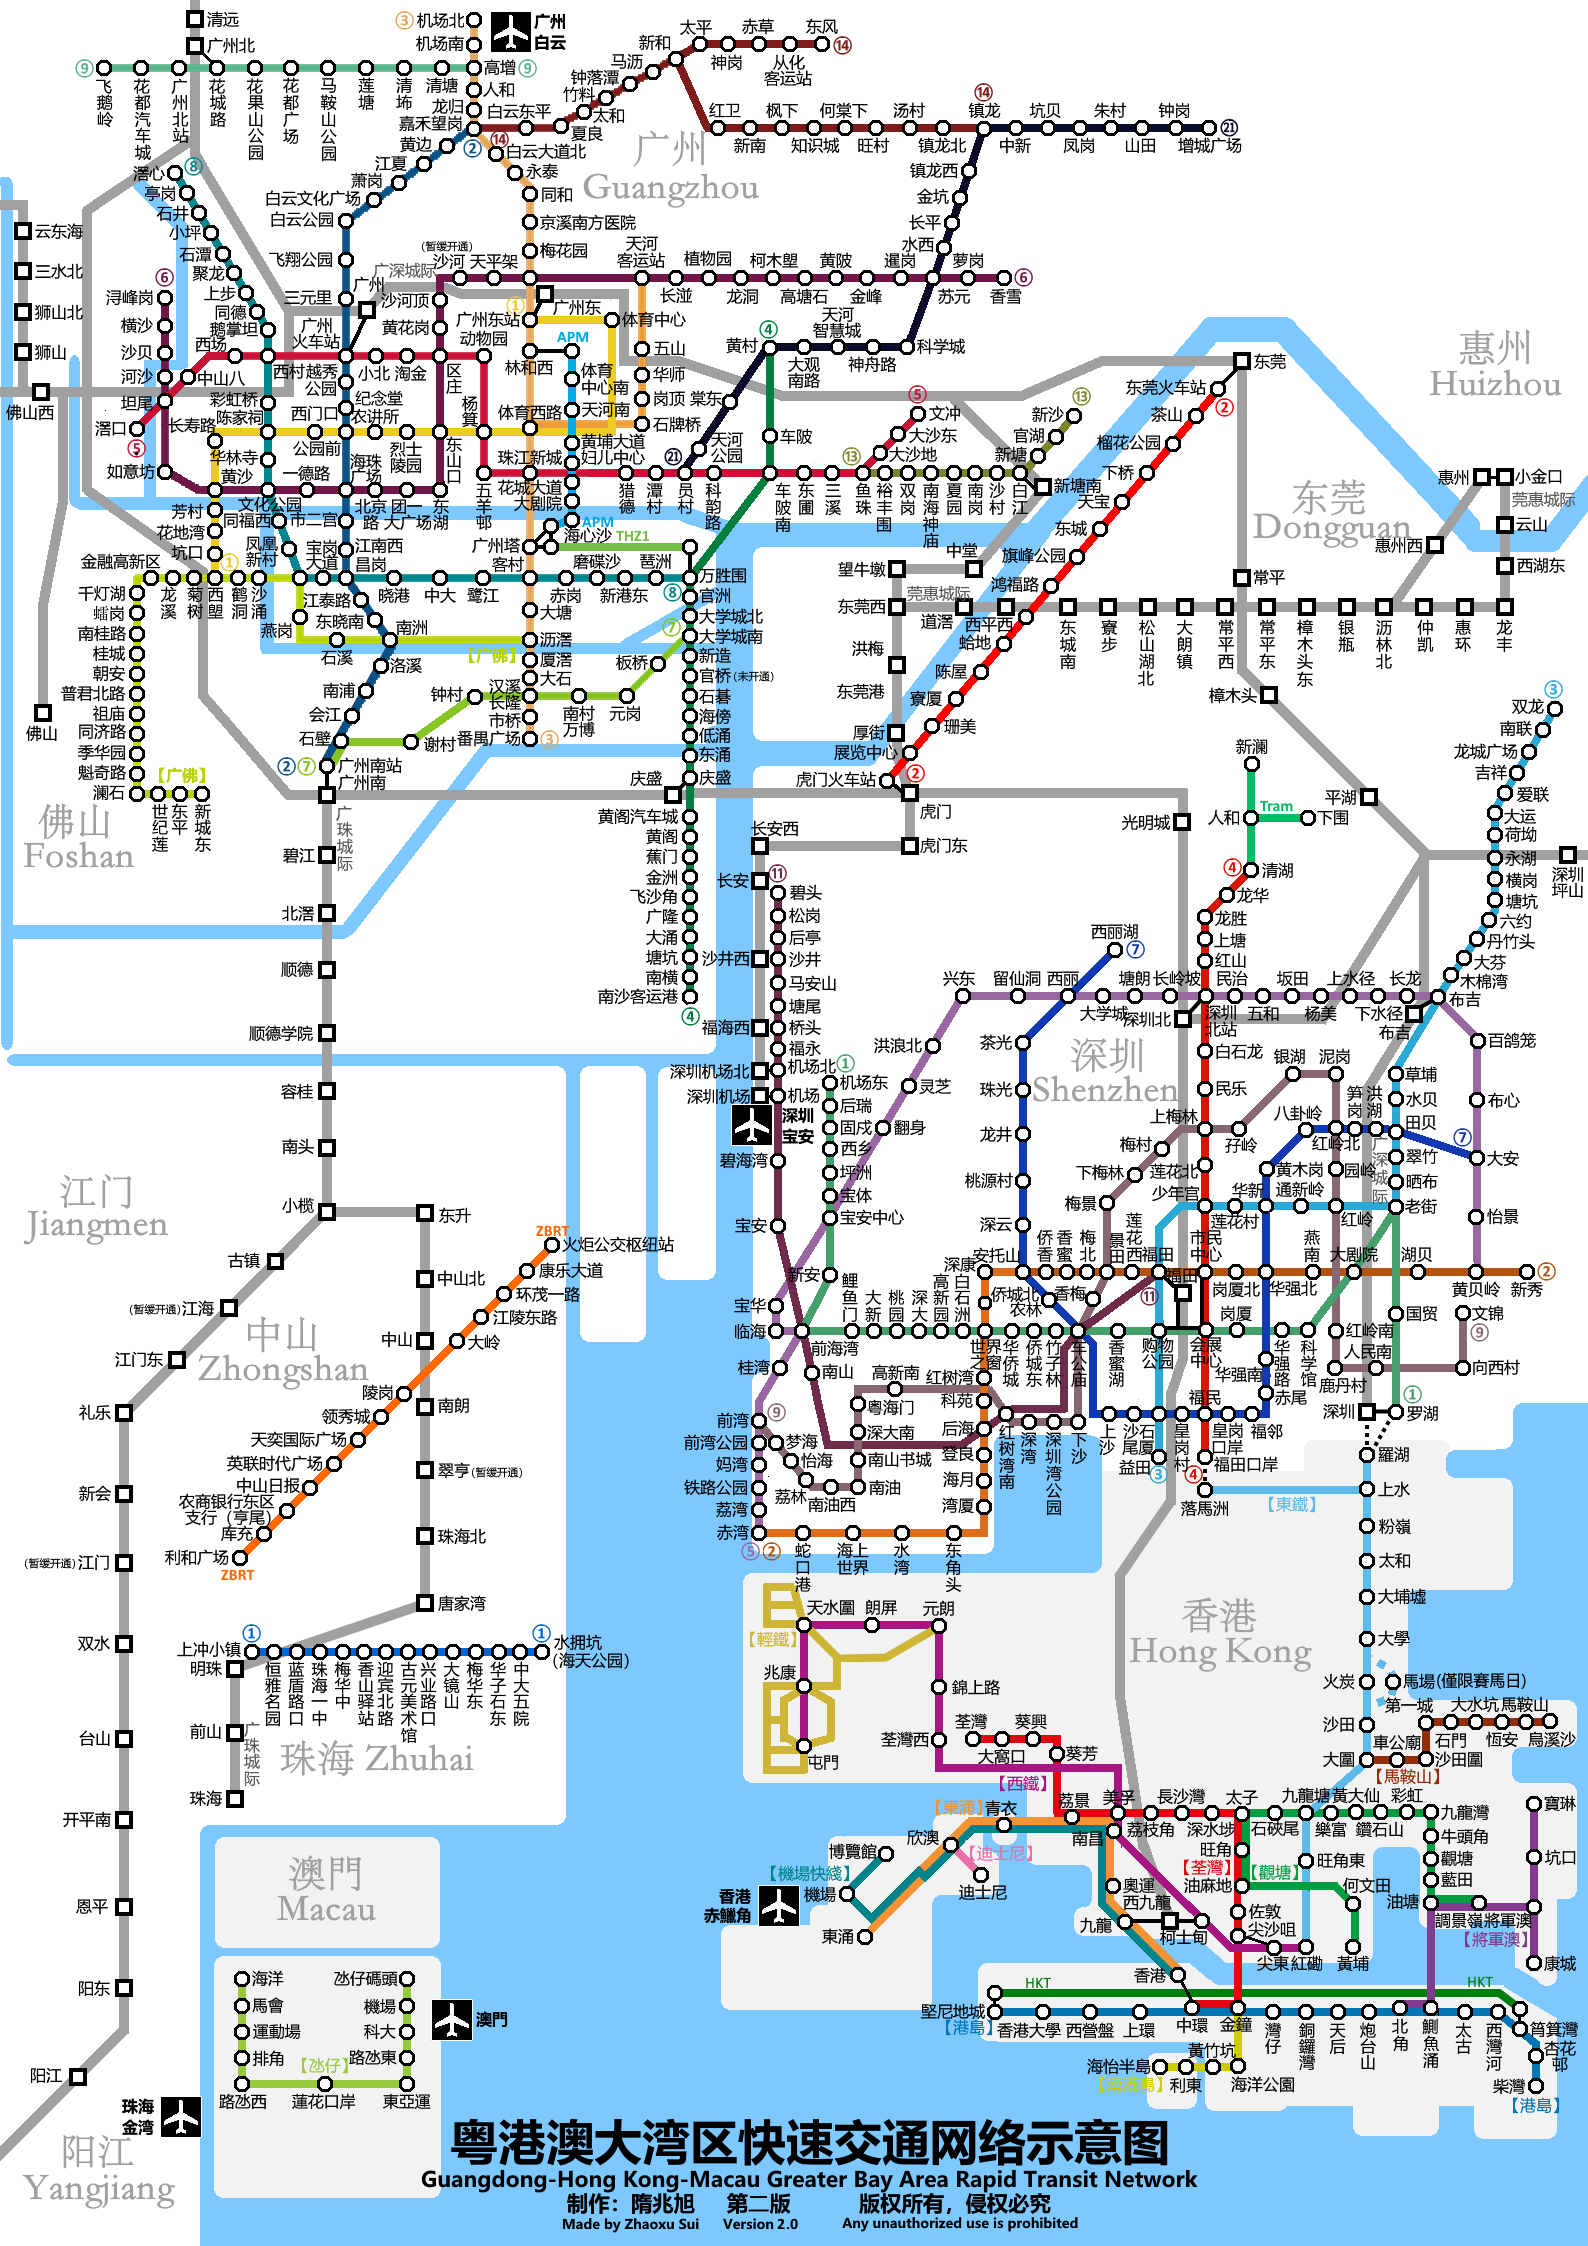 清远
广州北
③
机场北
机场南
高增
⑨
人和
龙归
嘉禾望岗
广州
白云
⑨
飞鹅岭
花都汽车城
广州北站
花城路
花果山公园
花都广场
马鞍山公园
莲塘
清㘵
清塘
太平
赤草
东风
⑭
新和
神岗
从化
客运站
马沥
钟落潭
竹料
太和
夏良
白云东平
⑭
②
红卫
枫下
何棠下
汤村
镇龙
⑭
坑贝
朱村
钟岗
㉑
新南
知识城
旺村
镇龙北
中新
凤岗
山田
增城广场
广州
Guangzhou
黄边
江夏
萧岗
白云文化广场
白云公园
飞翔公园
三元里
广州
火车站
白云大道北
永泰
同和
京溪南方医院
梅花园
镇龙西
金坑
长平
水西
⑧
滘心
亭岗
石井
小坪
石潭
聚龙
上步
同德
鹅掌坦
云东海
三水北
狮山北
狮山
佛山西
⑥
浔峰岗
横沙
沙贝
河沙
坦尾
滘口
⑤
如意坊
西场
中山八
(暂缓开通)
沙河
天平架
广深城际
广州
沙河顶
黄花岗
天河
客运站
植物园
柯木塱
黄陂
暹岗
萝岗
⑥
长湴
龙洞
高塘石
金峰
苏元
香雪
①
广州东
广州东站
动物园
体育中心
APM
林和西
体育
中心南
天河南
五山
华师
岗顶
石牌桥
棠东
④
黄村
天河
智慧城
大观
南路
神舟路
科学城
西村
越秀
公园
小北
淘金
区庄
杨箕
彩虹桥
陈家祠
西门口
纪念堂
农讲所
公园前
烈士
陵园
东山口
体育西路
长寿路
华林寺
黄沙
一德路
海珠
广场
文化公园
北京路
团一大广场
东湖
珠江新城
黄埔大道
妇儿中心
花城大道
大剧院
五羊邨
猎德
潭村
员村
科韵路
㉑
天河
公园
车陂
⑬
⑤
文冲
大沙东
大沙地
⑬
新沙
官湖
新塘
新塘南
车陂南
东圃
三溪
鱼珠
裕丰围
双岗
南海神庙
夏园
南岗
沙村
白江
芳村
花地湾
坑口
①
同福西
市二宫
凤凰
新村
宝岗
大道
江南西
昌岗
广州塔
客村
海心沙
APM
THZ1
金融高新区
千灯湖
𧒽岗
南桂路
桂城
朝安
普君北路
祖庙
同济路
季华园
魁奇路
澜石
世纪莲
东平
新城东
【广佛】
龙溪
菊树
西塱
鹤洞
沙涌
燕岗
江泰路
东晓南
南洲
石溪
【广佛】
洛溪
南浦
会江
石壁
②
⑦
广州南站
广州南
晓港
中大
鹭江
赤岗
磨碟沙
新港东
琶洲
万胜围
⑧
官洲
大学城北
大学城南
⑦
新造
官桥(未开通)
石碁
海傍
低涌
东涌
庆盛
庆盛
黄阁汽车城
黄阁
蕉门
金洲
飞沙角
广隆
大涌
塘坑
南横
南沙客运港
④
大塘
沥滘
厦滘
大石
汉溪
长隆
市桥
番禺广场
③
南村
万博
元岗
板桥
钟村
谢村
佛山
佛山
Foshan
广珠城际
碧江
北滘
顺德
顺德学院
容桂
南头
小榄
惠州
Huizhou
东莞
东莞火车站
②
茶山
榴花公园
下桥
天宝
东城
旗峰公园
鸿福路
西平
蛤地
陈屋
寮厦
珊美
展览中心
虎门火车站
②
虎门
虎门东
东莞
Dongguan
惠州
小金口
莞惠城际
云山
西湖东
惠州西
中堂
望牛墩
莞惠城际
东莞西
道滘
西平西
东城南
寮步
松山湖北
大朗镇
常平
常平西
常平东
樟木头东
银瓶
沥林北
仲凯
惠环
龙丰
洪梅
东莞港
厚街
樟木头
平湖
光明城
深圳
坪山
新澜
人和
Tram
下围
④
清湖
龙华
龙胜
上塘
红山
③
双龙
南联
龙城广场
吉祥
爱联
大运
荷坳
永湖
横岗
塘坑
六约
丹竹头
大芬
木棉湾
布吉
长安西
长安
⑪
碧头
松岗
后亭
沙井西
沙井
马安山
塘尾
福海西
桥头
福永
深圳机场北
机场北
深圳机场
机场
深圳
宝安
碧海湾
宝安
宝华
临海
①
机场东
后瑞
固戍
西乡
坪洲
宝体
宝安中心
新安
西丽湖
⑦
兴东
留仙洞
西丽
塘朗
长岭坡
民治
坂田
上水径
长龙
大学城
深圳北
深圳
北站
五和
杨美
下水径
布吉
洪浪北
灵芝
翻身
茶光
珠光
龙井
桃源村
深云
深圳
Shenzhen
白石龙
民乐
上梅林
梅村
下梅林
梅景
莲花北
少年宫
孖岭
银湖
泥岗
八卦岭
红岭北
笋岗
洪湖
草埔
水贝
田贝
广深城际
翠竹
晒布
老街
百鸽笼
布心
⑦
大安
怡景
黄木岗
园岭
华新
通新岭
红岭
莲花村
安托山
侨香
香蜜
梅北
景田
莲花西
福田
福田
⑪
市民
中心
岗厦北
华强北
燕南
大剧院
湖贝
黄贝岭
新秀
②
深康
侨城北
农林
香梅
岗厦
国贸
文锦
⑨
鲤鱼门
大新
桃园
深大
高新园
白石洲
前海湾
世界之窗
华侨城
侨城东
竹子林
车公庙
香蜜湖
购物
公园
会展
中心
华强路
科学馆
红岭南
人民南
鹿丹村
向西村
桂湾
前湾
⑨
前湾公园
妈湾
铁路公园
荔湾
赤湾
⑤
②
南山
高新南
粤海门
深大南
南山书城
南油
南油西
荔林
怡海
梦海
红树湾
科苑
后海
登良
海月
湾厦
蛇口港
海上
世界
水湾
东角头
红树湾南
深湾
深圳湾公园
下沙
上沙
沙尾
石厦
皇岗村
福民
皇岗
口岸
福邻
益田
③
华强南
赤尾
④
福田口岸
深圳
①
罗湖
江门
Jiangmen
东升
古镇
中山北
(暂缓开通)江海
中山
江门东
南朗
礼乐
翠亨(暂缓开通)
新会
珠海北
(暂缓开通)江门
唐家湾
双水
台山
开平南
恩平
阳东
阳江
阳江
Yangjiang
中山
Zhongshan
ZBRT
火炬公交枢纽站
康乐大道
环茂一路
江陵东路
大岭
陵岗
领秀城
天奕国际广场
英联时代广场
中山日报
农商银行东区
支行 (亨尾)
库充
利和广场
ZBRT
①
上冲小镇
明珠
恒雅名园
蓝盾路口
珠海一中
梅华中
香山驿站
迎宾北路
古元美术馆
兴业路口
大镜山
梅华东
华子石东
中大五院
①
水拥坑
(海天公园)
前山
广珠城际
珠海
珠海 Zhuhai
珠海
金湾
澳門
Macau
海洋
馬會
運動場
排角
路氹西
蓮花口岸
東亞運
路氹東
科大
機場
氹仔碼頭
【氹仔】
澳門
香港
Hong Kong
羅湖
上水
落馬洲
【東鐵】
粉嶺
太和
大埔墟
大學
火炭
馬場(僅限賽馬日)
沙田
大圍
車公廟
第一城
石門
沙田圍
大水坑
恆安
馬鞍山
烏溪沙
【馬鞍山】
【輕鐵】
天水圍
朗屏
元朗
兆康
屯門
錦上路
荃灣西
荃灣
大窩口
葵興
葵芳
荔景
【西鐵】
美孚
荔枝角
長沙灣
深水埗
太子
石硤尾
九龍塘
樂富
黃大仙
鑽石山
彩虹
九龍灣
牛頭角
觀塘
藍田
油塘
調景嶺
將軍澳
【將軍澳】
寶琳
坑口
康城
【東涌】
青衣
欣澳
【迪士尼】
迪士尼
博覽館
【機場快綫】
機場
東涌
香港
赤鱲角
南昌
奧運
西九龍
九龍
柯士甸
【荃灣】
旺角
油麻地
【觀塘】
旺角東
何文田
佐敦
尖沙咀
尖東
紅磡
黃埔
香港
中環
金鐘
HKT
HKT
堅尼地城
【港島】
香港大學
西營盤
上環
灣仔
銅鑼灣
天后
炮台山
北角
鰂魚涌
太古
西灣河
筲箕灣
杏花邨
柴灣
【港島】
海怡半島
利東
黃竹坑
海洋公園
【南港島】
粤港澳大湾区快速交通网络示意图
Guangdong-Hong Kong-Macau Greater Bay Area Rapid Transit Network
制作：隋兆旭 第二版 版权所有，侵权必究
Made by Zhaoxu Sui Version 2.0 Any unauthorized use is prohibited